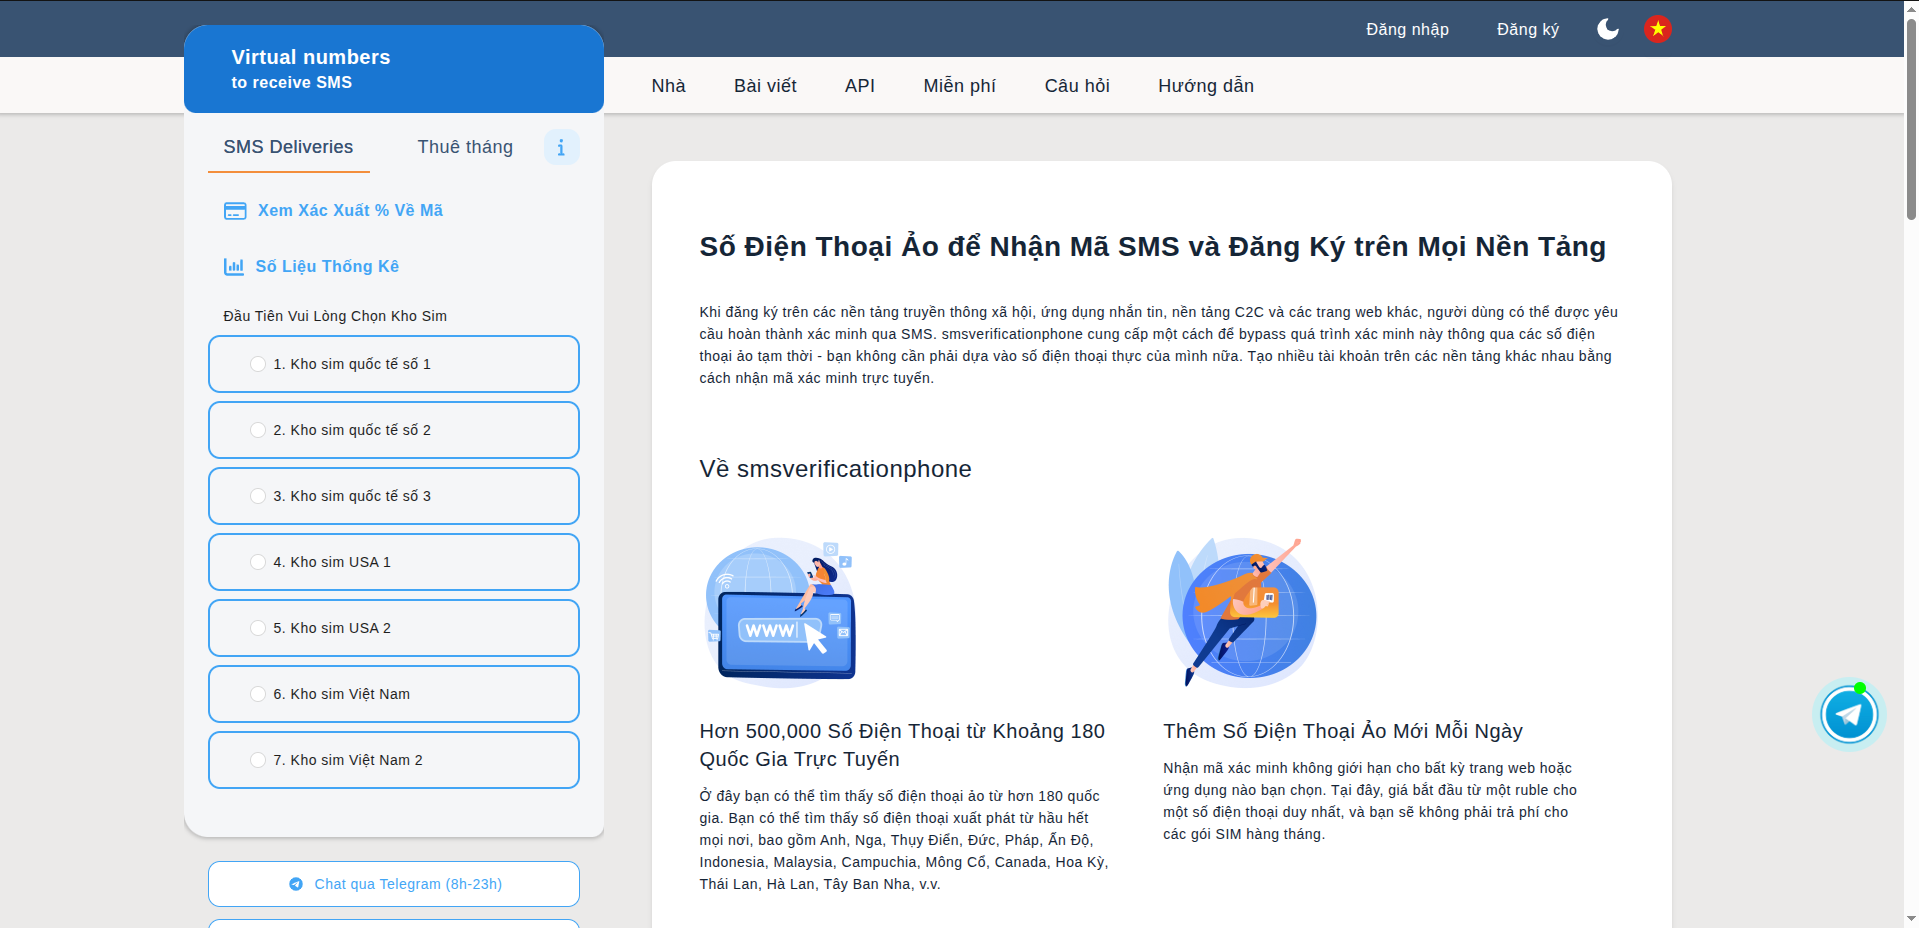 Đăng nhập
Đăng ký
Virtual numbers
to receive SMS
Nhà
Bài viết
API
Miễn phí
Câu hỏi
Hướng dẫn
SMS Deliveries
Thuê tháng
Xem Xác Xuất % Về Mã
Số Liệu Thống Kê
Đầu Tiên Vui Lòng Chọn Kho Sim
1. Kho sim quốc tế số 1
2. Kho sim quốc tế số 2
3. Kho sim quốc tế số 3
4. Kho sim USA 1
5. Kho sim USA 2
6. Kho sim Việt Nam
7. Kho sim Việt Nam 2
Chat qua Telegram (8h-23h)
Số Điện Thoại Ảo để Nhận Mã SMS và Đăng Ký trên Mọi Nền Tảng
Khi đăng ký trên các nền tảng truyền thông xã hội, ứng dụng nhắn tin, nền tảng C2C và các trang web khác, người dùng có thể được yêu
cầu hoàn thành xác minh qua SMS. smsverificationphone cung cấp một cách để bypass quá trình xác minh này thông qua các số điện
thoại ảo tạm thời - bạn không cần phải dựa vào số điện thoại thực của mình nữa. Tạo nhiều tài khoản trên các nền tảng khác nhau bằng
cách nhận mã xác minh trực tuyến.
Về smsverificationphone
WWW
Hơn 500,000 Số Điện Thoại từ Khoảng 180
Quốc Gia Trực Tuyến
Ở đây bạn có thể tìm thấy số điện thoại ảo từ hơn 180 quốc
gia. Bạn có thể tìm thấy số điện thoại xuất phát từ hầu hết
mọi nơi, bao gồm Anh, Nga, Thụy Điển, Đức, Pháp, Ấn Độ,
Indonesia, Malaysia, Campuchia, Mông Cổ, Canada, Hoa Kỳ,
Thái Lan, Hà Lan, Tây Ban Nha, v.v.
Thêm Số Điện Thoại Ảo Mới Mỗi Ngày
Nhận mã xác minh không giới hạn cho bất kỳ trang web hoặc
ứng dụng nào bạn chọn. Tại đây, giá bắt đầu từ một ruble cho
một số điện thoại duy nhất, và bạn sẽ không phải trả phí cho
các gói SIM hàng tháng.